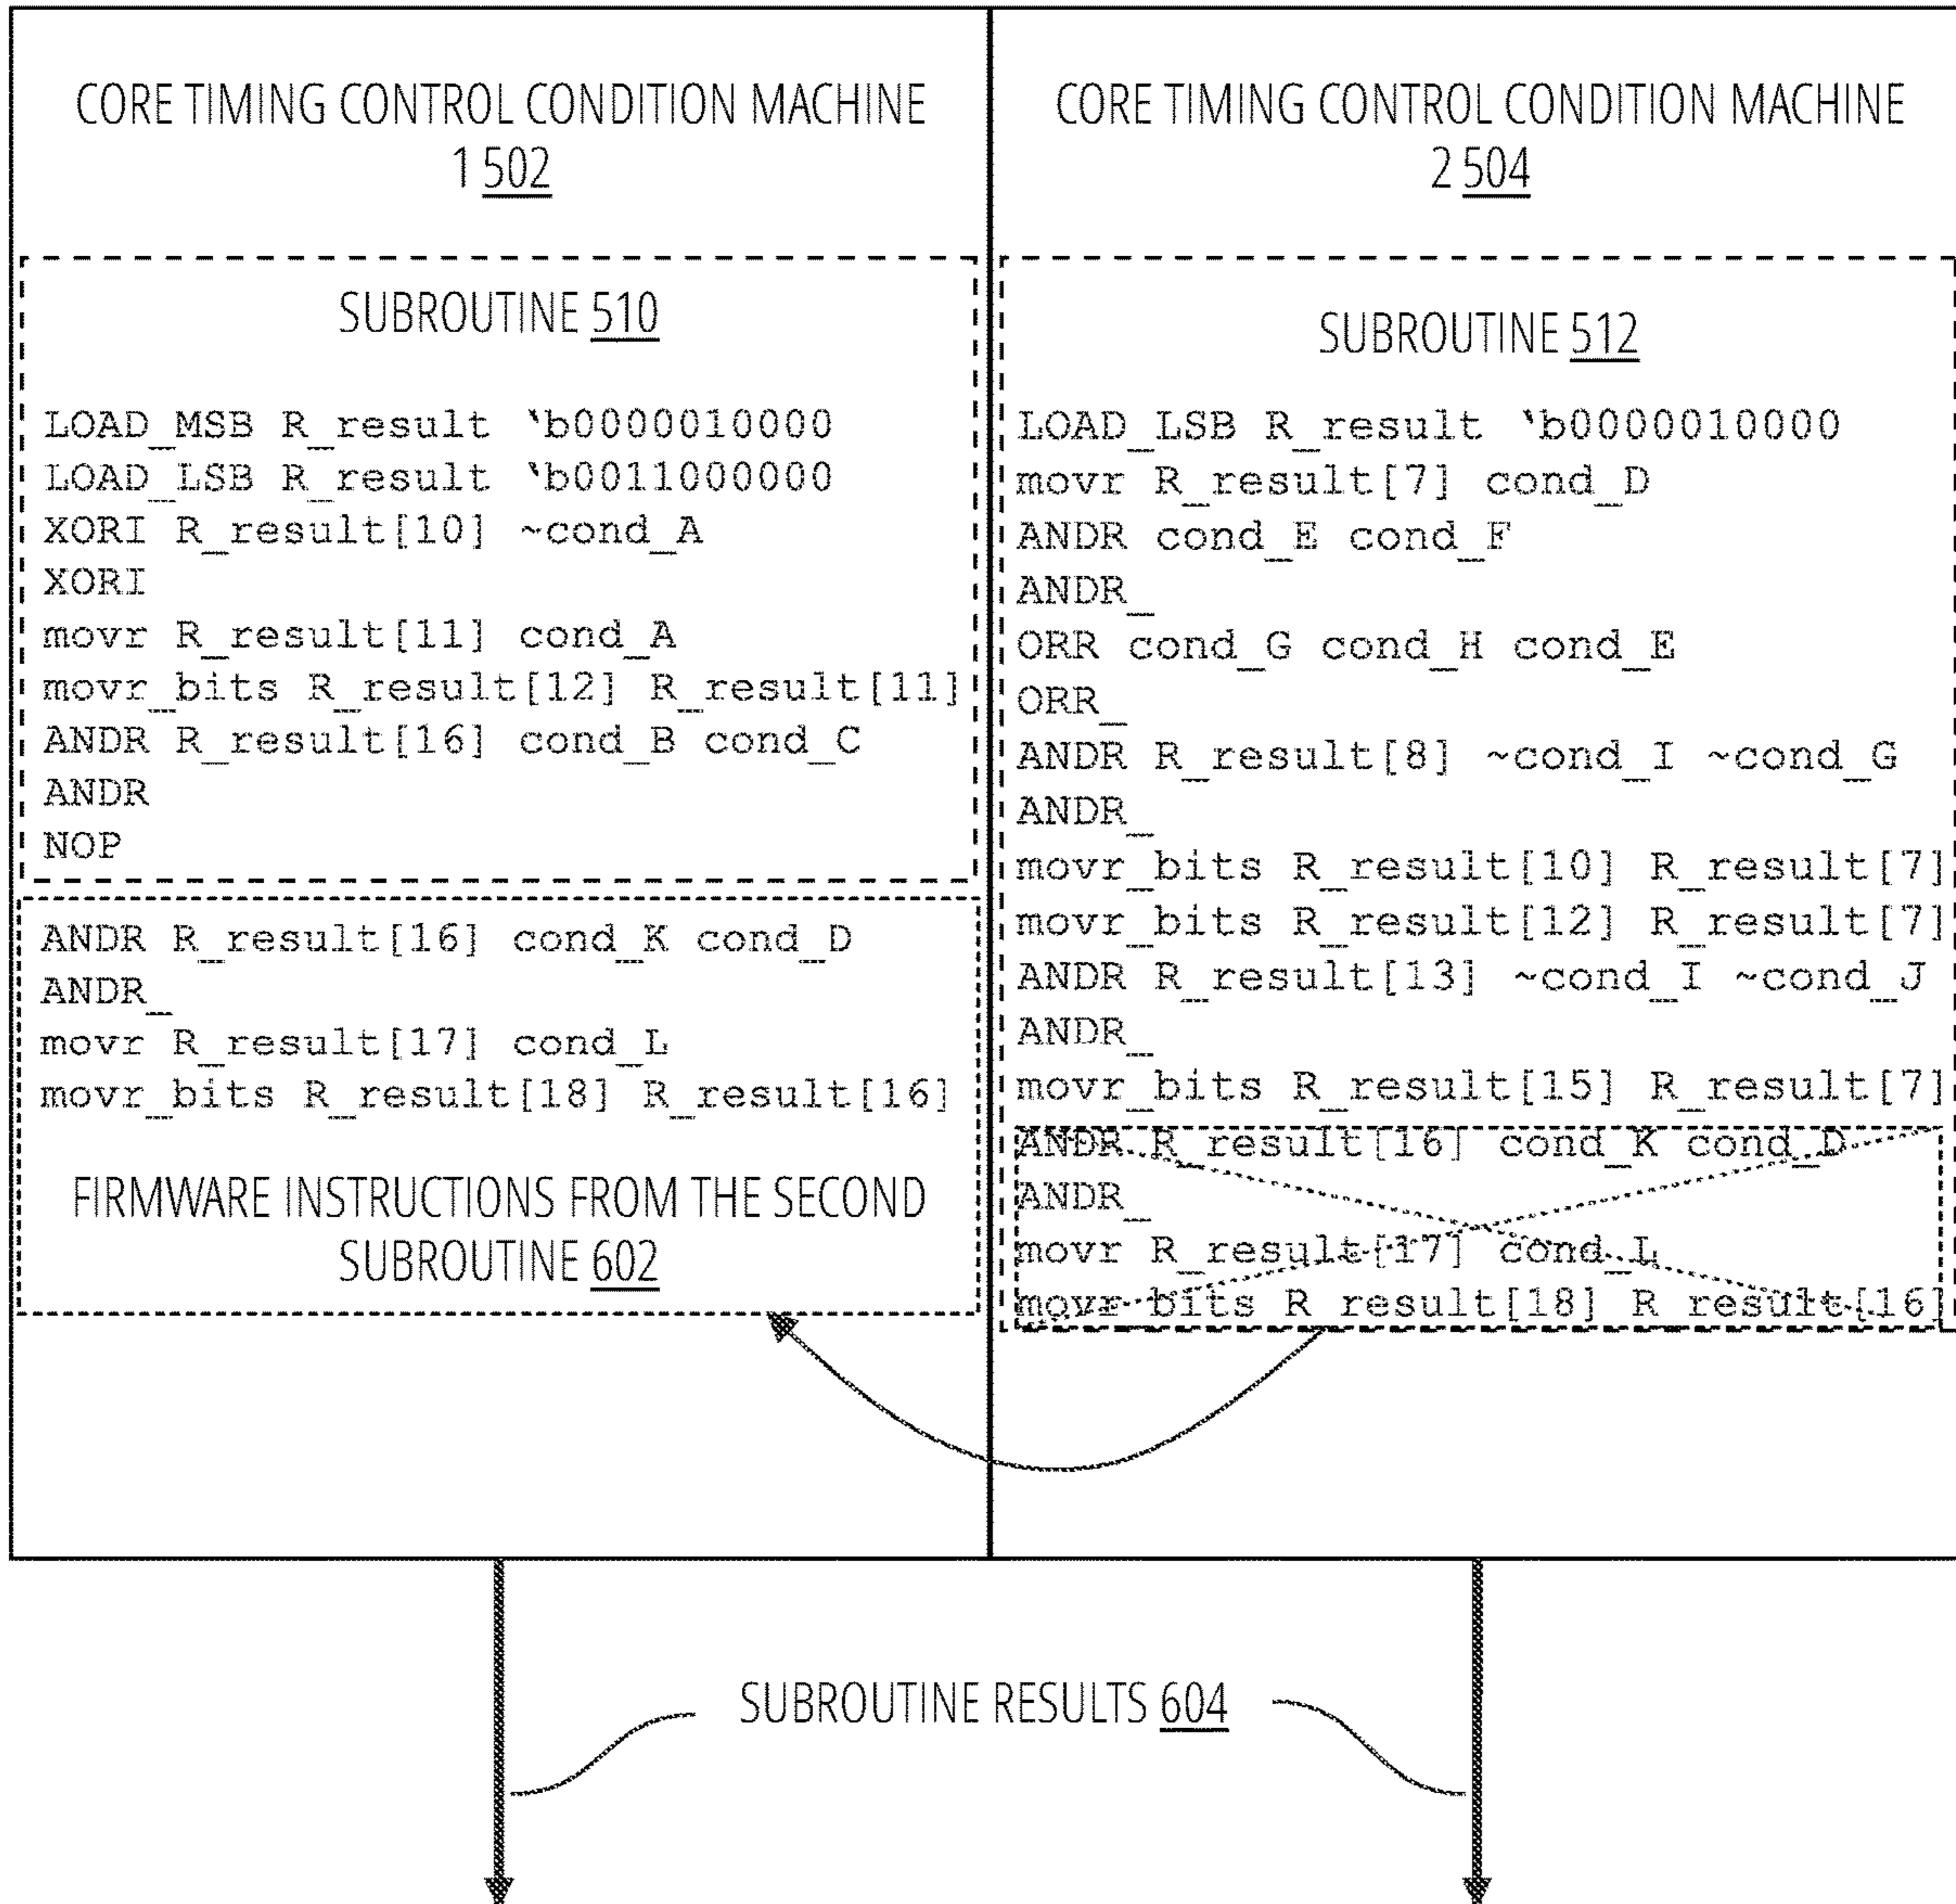 CORE TIMING CONTROL CONDITION MACHINE
1 502
SUBROUTINE 510
LOAD_MSB R_result ‘b0000010000
LOAD_LSB R_result ‘b0011000000
XORI R_result[10] ~cond_A
XORI
movr R_result[11] cond_A
movr_bits R_result[12] R_result[11]
ANDR R_result[16] cond_B cond_C
ANDR
NOP
ANDR R_result[16] cond_K cond_D
ANDR_
movr R_result[17] cond_L
movr_bits R_result[18] R_result[16]
FIRMWARE INSTRUCTIONS FROM THE SECOND
SUBROUTINE 602
CORE TIMING CONTROL CONDITION MACHINE
2 504
SUBROUTINE 512
LOAD_LSB R_result ‘b0000010000
movr R_result[7] cond_D
ANDR cond_E cond_F
ANDR_
ORR cond_G cond_H cond_E
ORR_
ANDR R_result[8] ~cond_I ~cond_G
ANDR_
movr_bits R_result[10] R_result[7]
movr_bits R_result[12] R_result[7]
ANDR R_result[13] ~cond_I ~cond_J
ANDR_
movr_bits R_result[15] R_result[7]
ANDR R_result[16] cond_K cond_D
ANDR_
movr R_result[17] cond_L
movr_bits R_result[18] R_result[16]
SUBROUTINE RESULTS 604